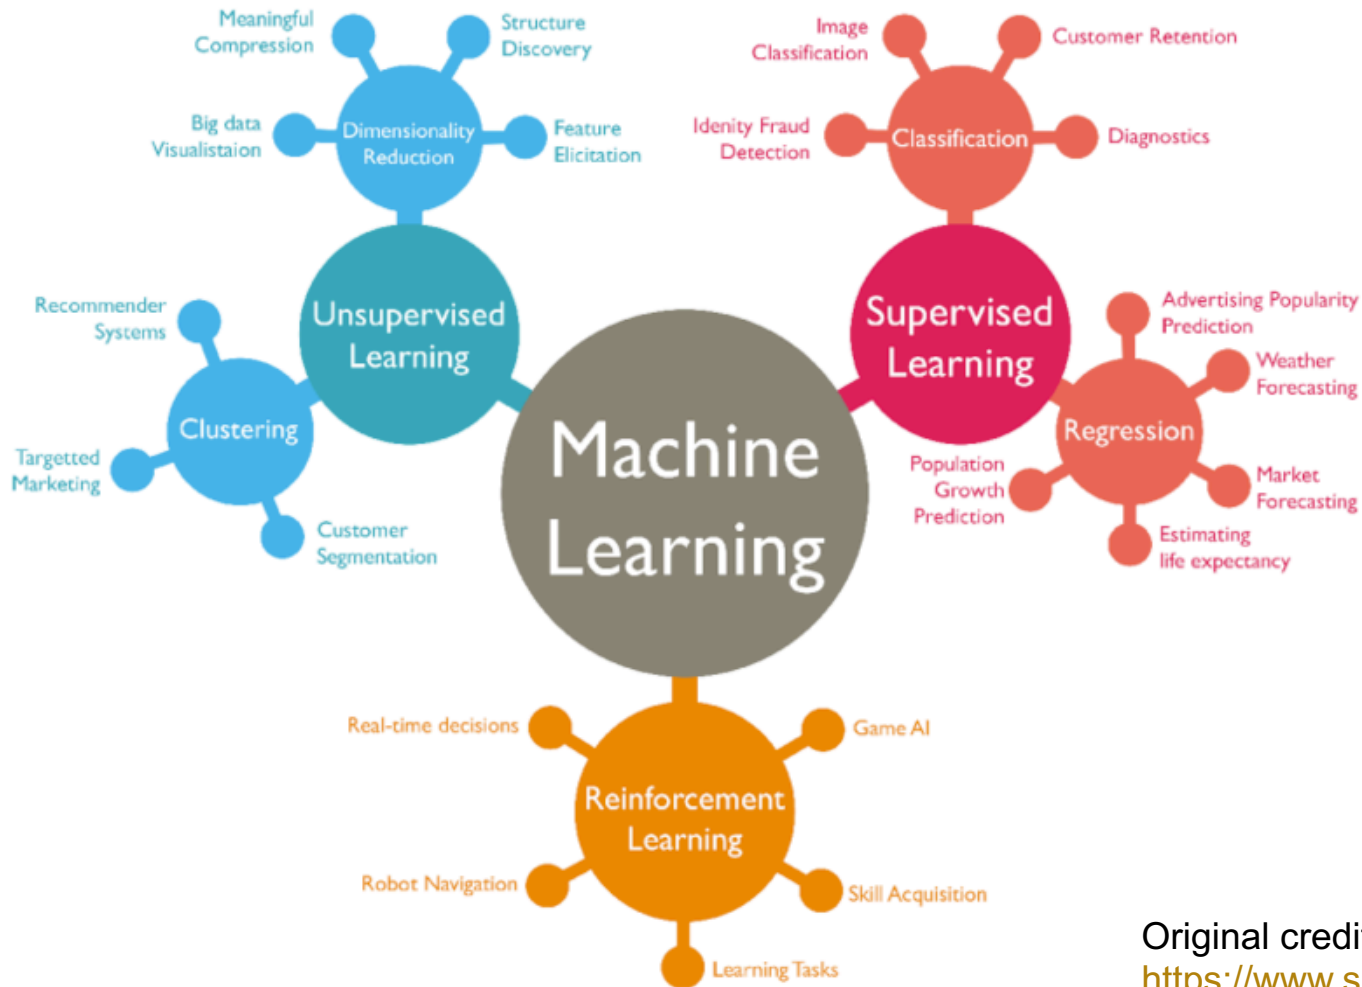 Meaningful
Compression
Structure
Discovery
Big data
Visualistaion
Dimensionality
Reduction
Feature
Elicitation
Image
Classification
Customer Retention
Idenity Fraud
Detection
Classification
Diagnostics
Unsupervised
Learning
Supervised
Learning
Recommender
Systems
Clustering
Targetted
Marketing
Customer
Segmentation
Machine
Learning
Advertising Popularity
Prediction
Weather
Forecasting
Regression
Population
Growth
Prediction
Market
Forecasting
Estimating
life expectancy
Real-time decisions
Game AI
Reinforcement
Learning
Robot Navigation
Skill Acquisition
Learning Tasks
Original credit
https://www.s